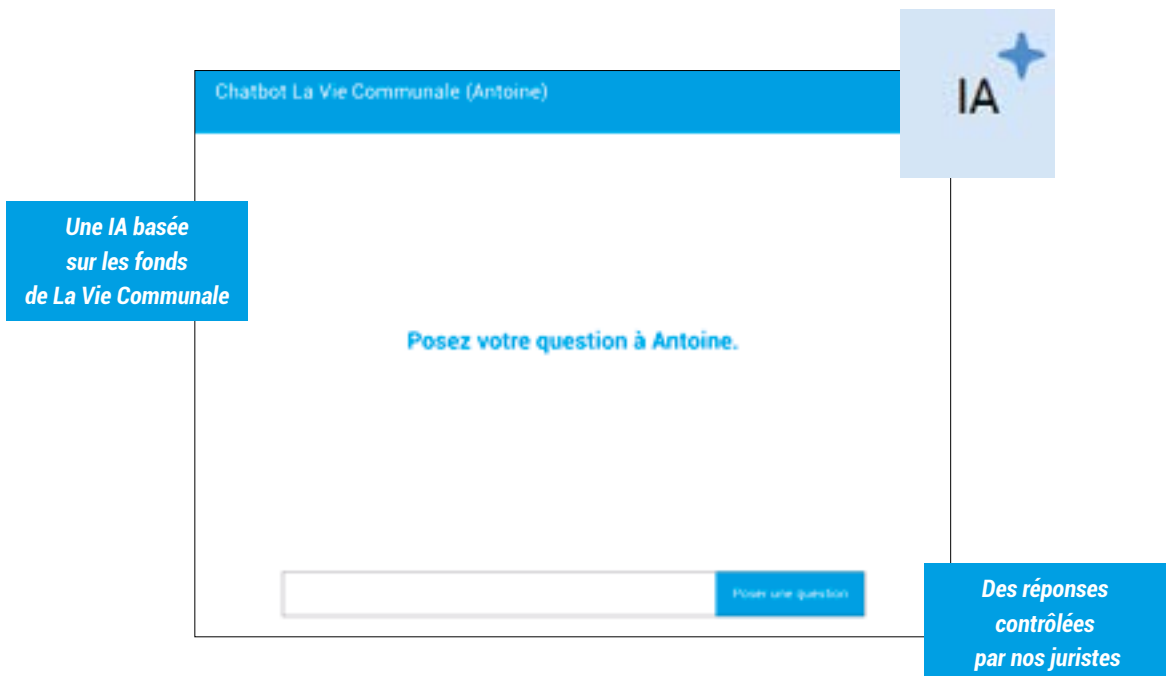 IA
Chatbot La Vie Communale (Antoine)
Une IA basée
sur les fonds
de La Vie Communale
Posez votre question à Antoine.
Poser une question
Des réponses
contrôlées
par nos juristes